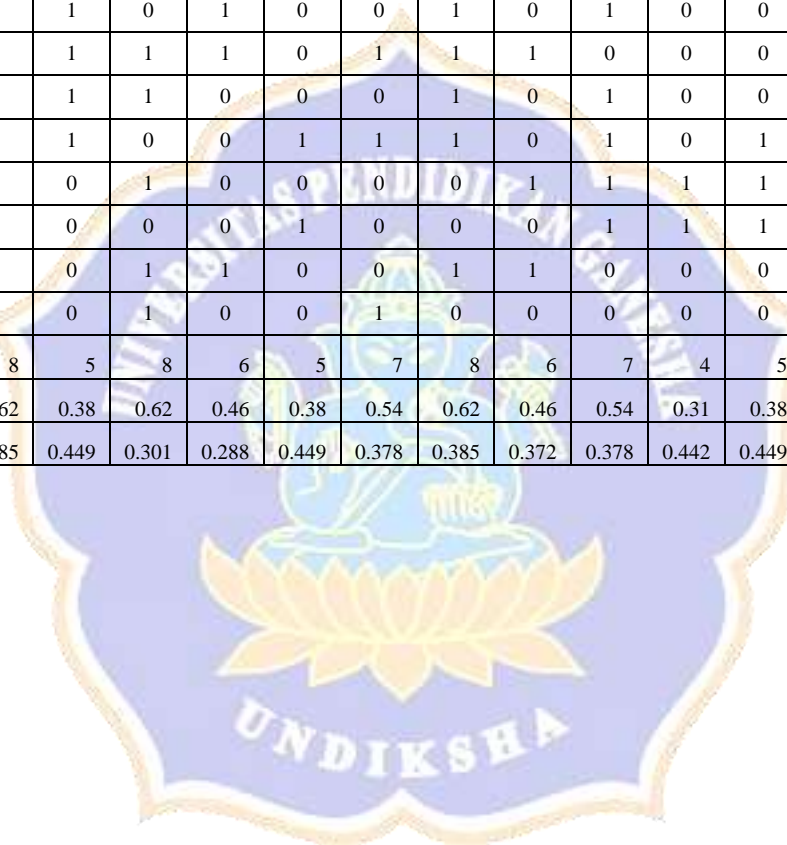 1 0 1 0 0 1 0 1 0 0
1 1 1 0 1 1 1 0 0 0
1 1 0 0 0 1 0 1 0 0
1 0 0 1 1 1 0 1 0 1
0 1 0 0 0 0 1 1 1 1
0 0 0 1 0 0 0 1 1 1
0 1 1 0 0 1 1 0 0 0
0 1 0 0 1 0 0 0 0 0
8 5 8 6 5 7 8 6 7 4 5
62 0.38 0.62 0.46 0.38 0.54 0.62 0.46 0.54 0.31 0.38
85 0.449 0.301 0.288 0.449 0.378 0.385 0.372 0.378 0.442 0.449
UNIVERSITAS PENDIDIKAN GANESHA
UNDIKSHA